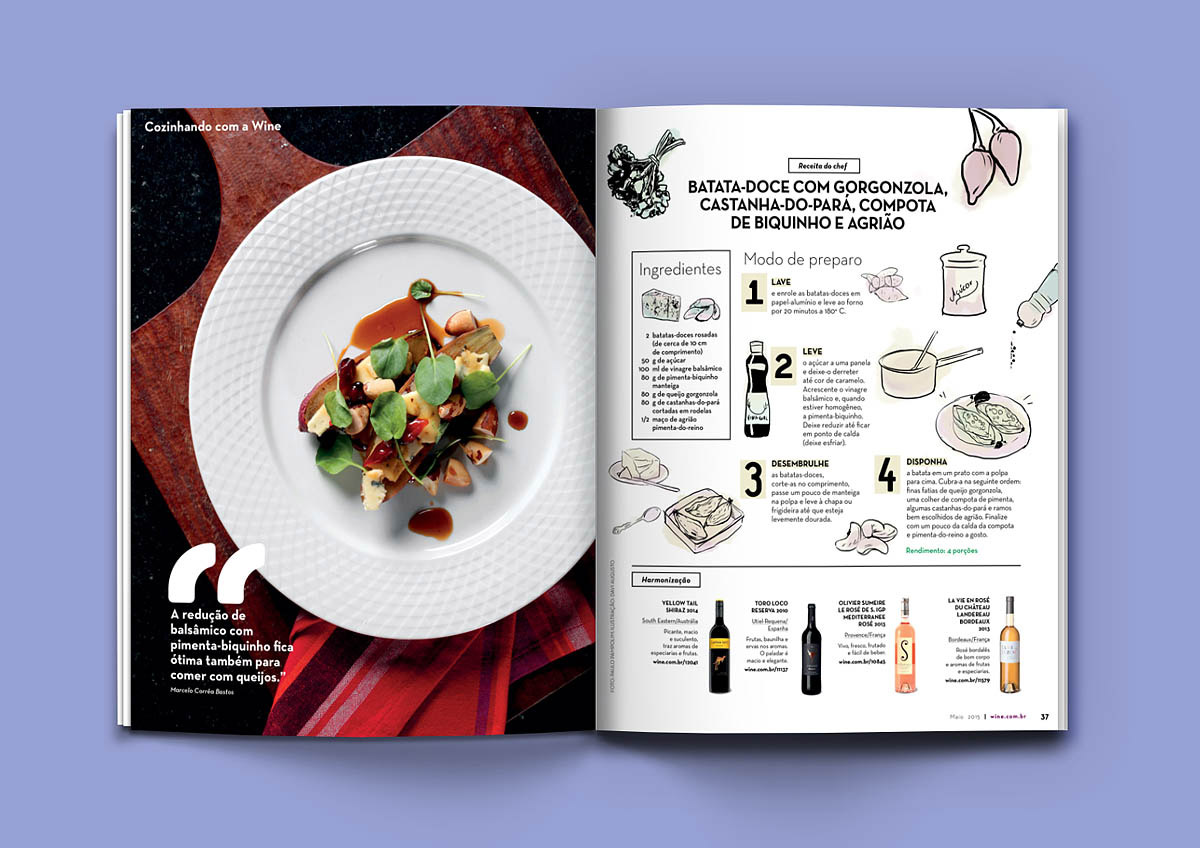 Cozinhando com a Wine
A redução de
balsâmico com
pimenta-biquinho fica
ótima também para
comer com queijos."
Marcelo Corrêa Bastos
Receita do chef
BATATA-DOCE COM GORGONZOLA,
CASTANHA-DO-PARÁ, COMPOTA
DE BIQUINHO E AGRIÃO
Ingredientes
2 batatas-doces rosadas
(de cerca de 10 cm
de comprimento)
50 g de açúcar
100 ml de vinagre balsâmico
80 g de pimenta-biquinho
manteiga
80 g de queijo gorgonzola
80 g de castanhas-do-pará
cortadas em rodelas
1/2 maço de agrião
pimenta-do-reino
Modo de preparo
1
LAVE
e enrole as batatas-doces em
papel-alumínio e leve ao forno
por 20 minutos a 180° C.
Açúcar
2
LEVE
o açúcar a uma panela
e deixe-o derreter
até cor de caramelo.
Acrescente o vinagre
balsâmico e, quando
estiver homogêneo,
a pimenta-biquinho.
Deixe reduzir até ficar
em ponto de calda
(deixe esfriar).
3
DESEMBRULHE
as batatas-doces,
corte-as no comprimento,
passe um pouco de manteiga
na polpa e leve à chapa ou
frigideira até que esteja
levemente dourada.
4
DISPONHA
a batata em um prato com a polpa
para cima. Cubra-a na seguinte ordem:
finas fatias de queijo gorgonzola,
uma colher de compota de pimenta,
algumas castanhas-do-pará e ramos
bem escolhidos de agrião. Finalize
com um pouco da calda da compota
e pimenta-do-reino a gosto.
Rendimento: 4 porções
Harmonização
YELLOW TAIL
SHIRAZ 2014
South Eastern/Austrália
Picante, macio
e suculento,
traz aromas de
especiarias e frutas.
wine.com.br/12041
TORO LOCO
RESERVA 2010
Utiel Requena/
Espanha
Frutas, baunilha e
ervas nos aromas.
O paladar é
macio e elegante.
wine.com.br/11137
OLIVIER SUMEIRE
LE ROSÉ DE S. IGP
MEDITERRANEE
ROSÉ 2013
Provence/França
Vivo, fresco, frutado
e fácil de beber.
wine.com.br/10845
S
LA VIE EN ROSÉ
DU CHÂTEAU
LANDEREAU
BORDEAUX
2013
Bordeaux/França
Rosé bordalês
de bom corpo
e aromas de frutas
e especiarias.
wine.com.br/11579
FOTO: PAULO PAMPOLIM ILUSTRAÇÃO: DAVI AUGUSTO
Maio 2015 | wine.com.br 37